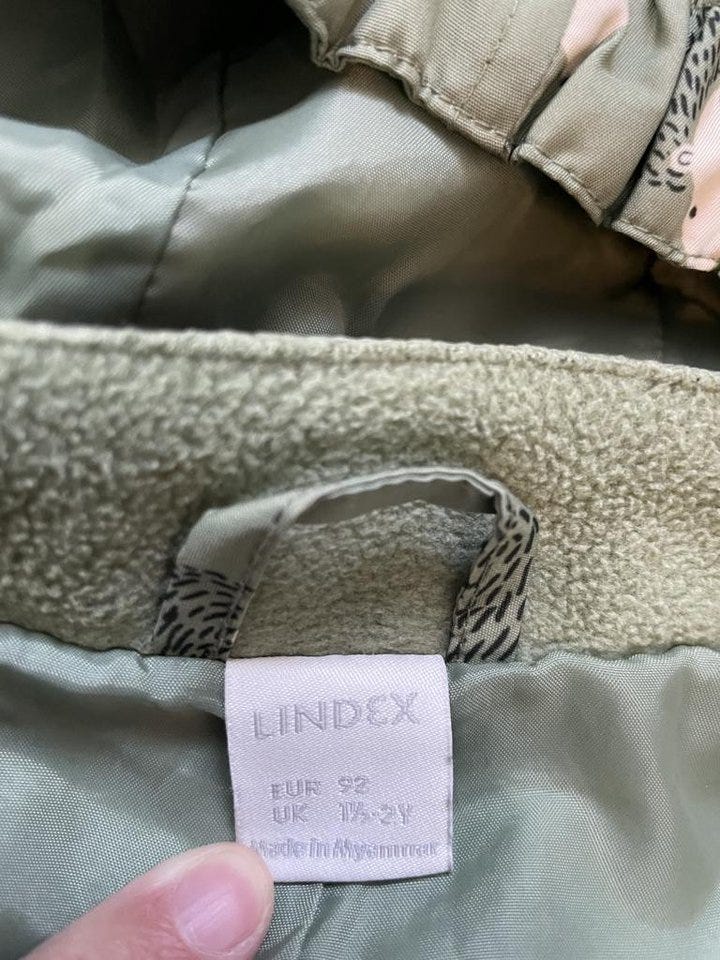 LINDEX
EUR 92
UK 1½-2Y
Made in Myanmar